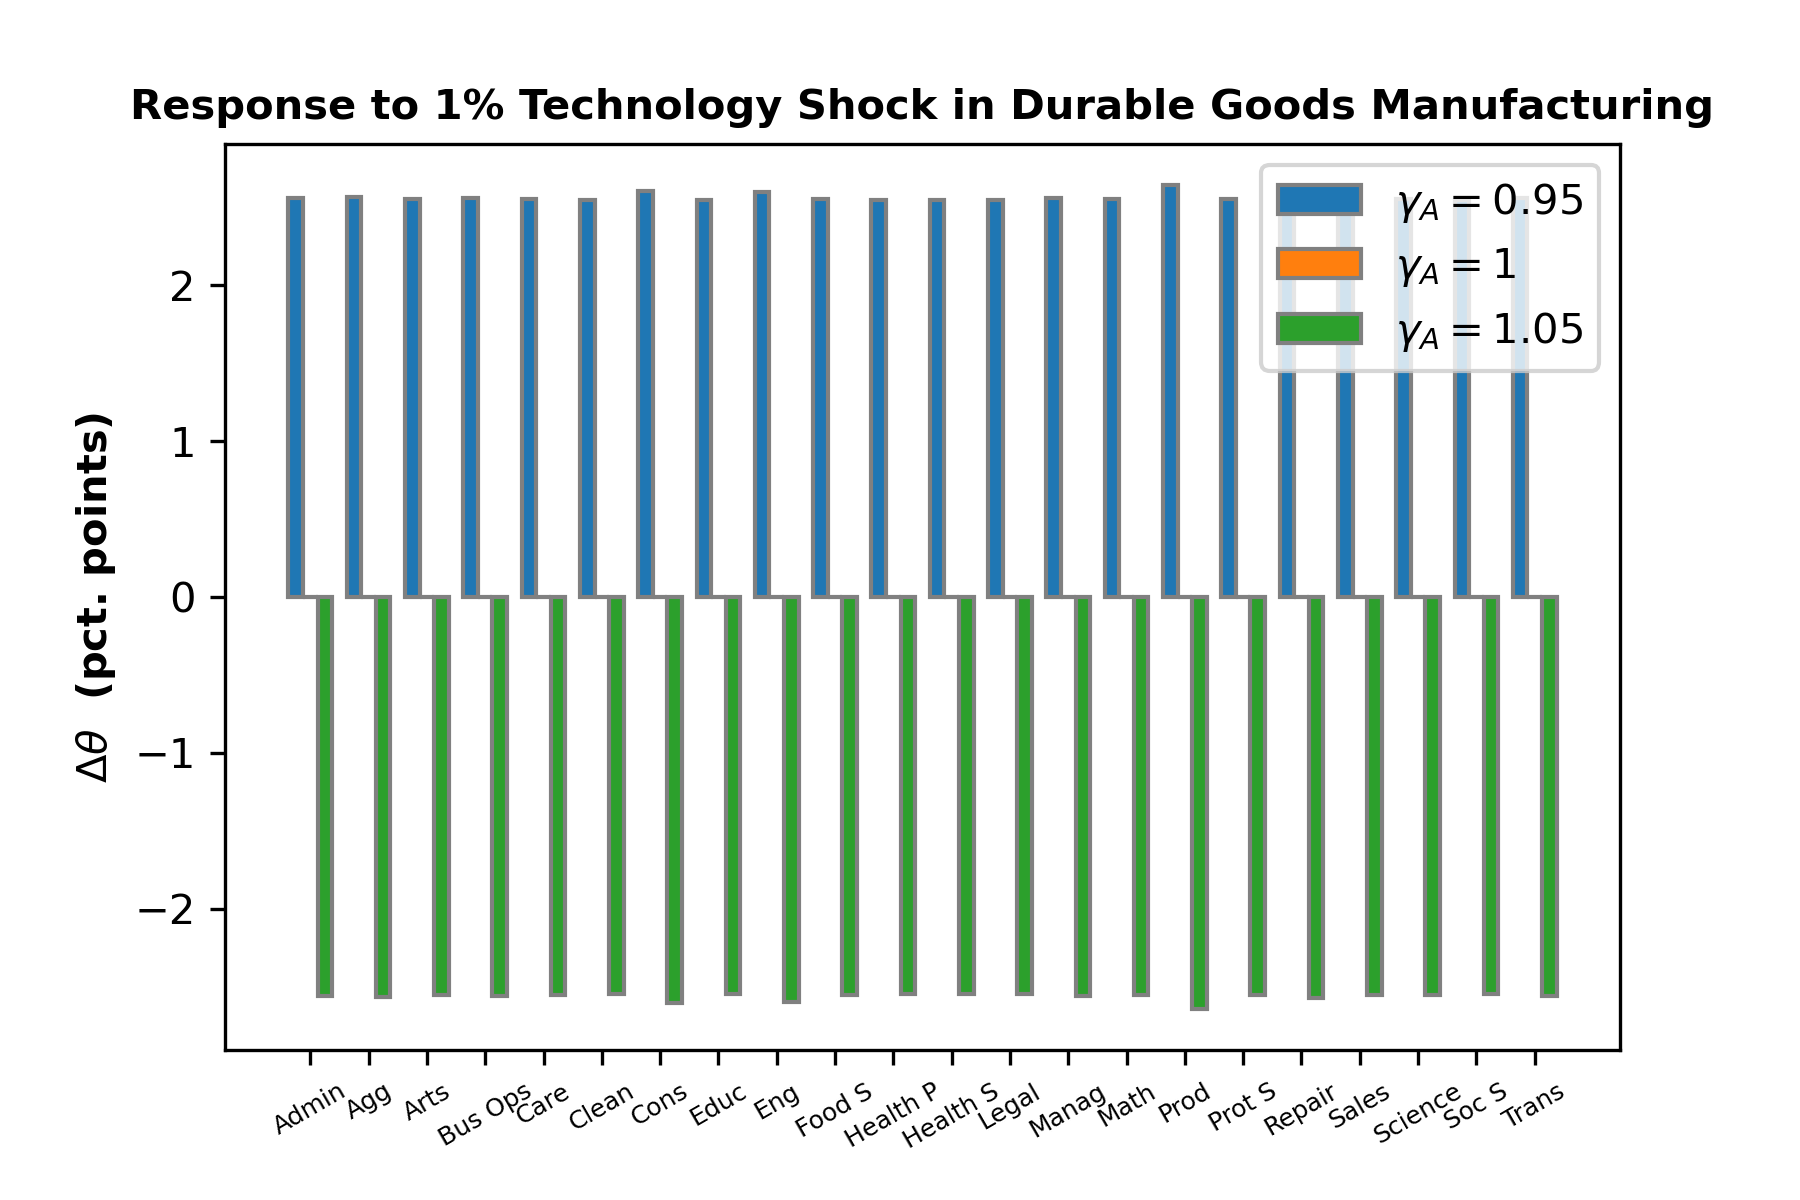 Response to 1% Technology Shock in Durable Goods Manufacturing
γA = 0.95
γA = 1
γA = 1.05
Δθ (pct. points)
2
1
0
−1
−2
Admin
Agg
Arts
Bus Ops
Care
Clean
Cons
Educ
Eng
Food S
Health P
Health S
Legal
Manag
Math
Prod
Prot S
Repair
Sales
Science
Soc S
Trans